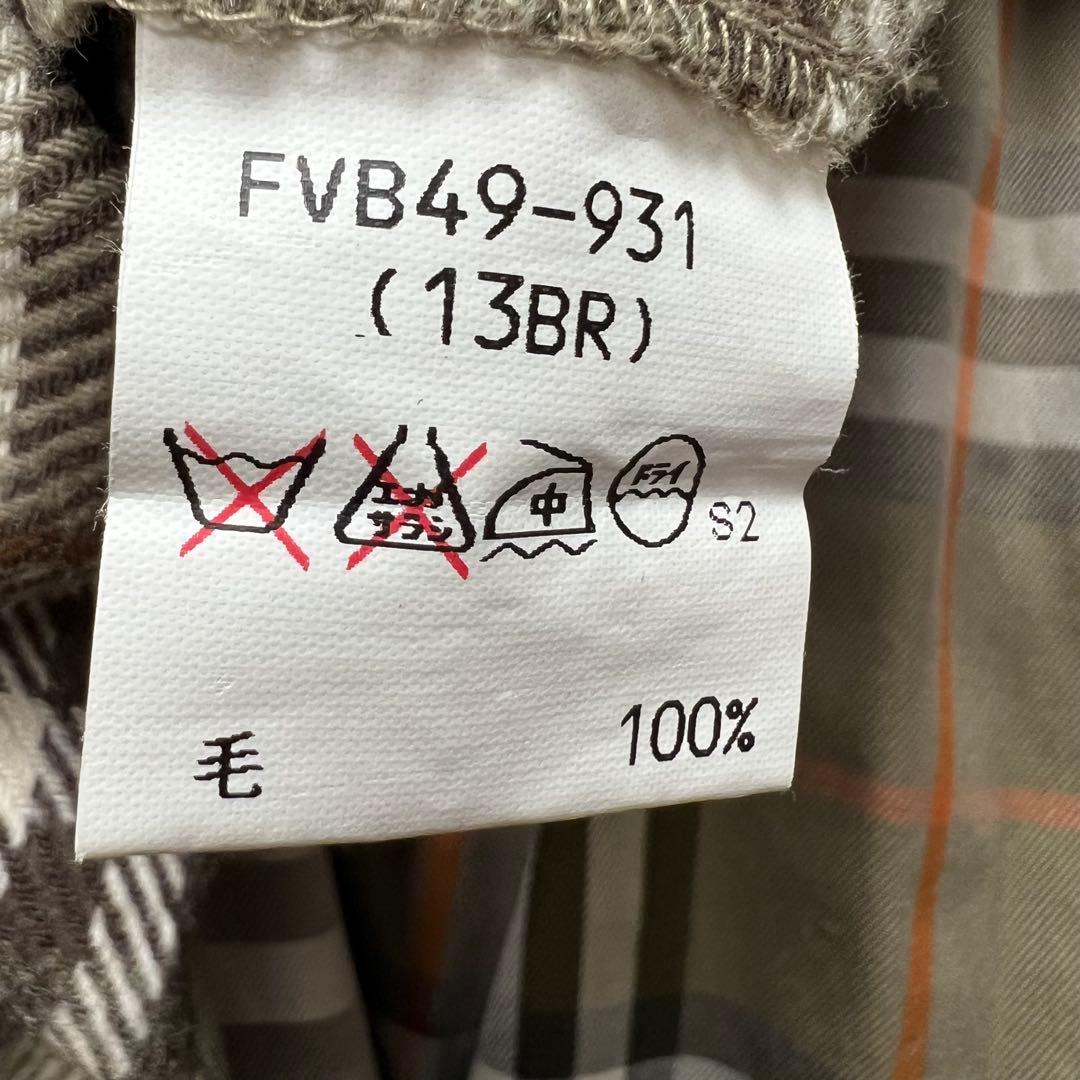 FVB49-931
(13BR)
エンソ サラシ 中 ドライ S2
毛 100%